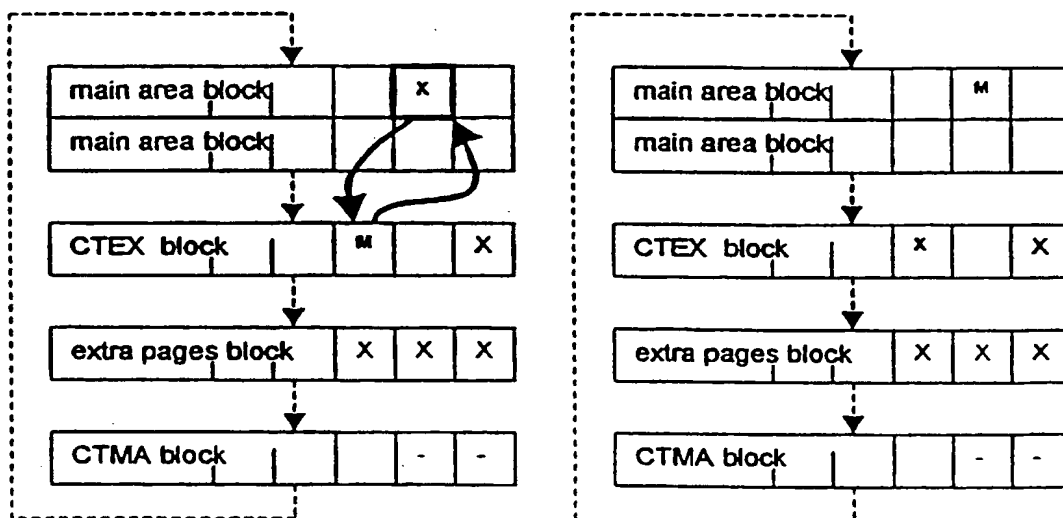 main area block x
main area block
CTEX block M X
extra pages block X X X
CTMA block - -
main area block M
main area block
CTEX block x X
extra pages block X X X
CTMA block - -